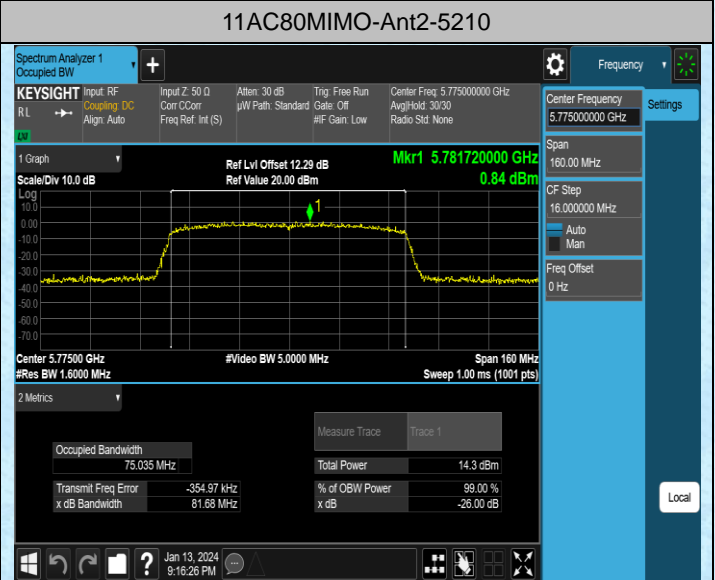 11AC80MIMO-Ant2-5210
Spectrum Analyzer 1
Occupied BW
Frequency
KEYSIGHT
RL
Input: RF
Coupling: DC
Align: Auto
Input Z: 50 Ω
Corr CCorr
Freq Ref: Int (S)
Atten: 30 dB
µW Path: Standard
Trig: Free Run
Gate: Off
#IF Gain: Low
Center Freq: 5.775000000 GHz
Avg|Hold: 30/30
Radio Std: None
LXI
Center Frequency
5.775000000 GHz
Settings
Span
160.00 MHz
CF Step
16.000000 MHz
Auto
Man
Freq Offset
0 Hz
1 Graph
Scale/Div 10.0 dB
Ref Lvl Offset 12.29 dB
Ref Value 20.00 dBm
Mkr1 5.781720000 GHz
0.84 dBm
Log
10.0
0.00
-10.0
-20.0
-30.0
-40.0
-50.0
-60.0
-70.0
1
Center 5.77500 GHz
#Res BW 1.6000 MHz
#Video BW 5.0000 MHz
Span 160 MHz
Sweep 1.00 ms (1001 pts)
2 Metrics
Measure Trace
Trace 1
Occupied Bandwidth
75.035 MHz
Total Power
14.3 dBm
Transmit Freq Error
-354.97 kHz
% of OBW Power
99.00 %
x dB Bandwidth
81.68 MHz
x dB
-26.00 dB
Local
Jan 13, 2024
9:16:26 PM